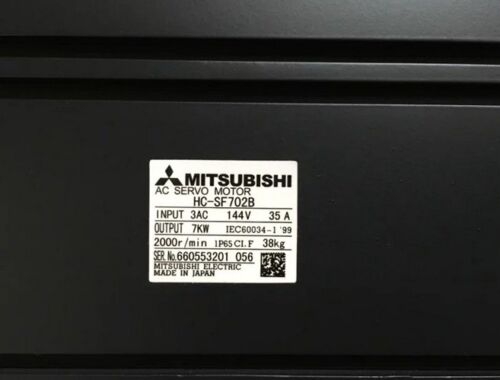 MITSUBISHI
AC SERVO MOTOR
HC-SF702B
INPUT 3AC 144V 35A
OUTPUT 7KW IEC60034-1 '99
2000r/min IP65 CI.F 38kg
SER.No.660553201 056
MITSUBISHI ELECTRIC
MADE IN JAPAN